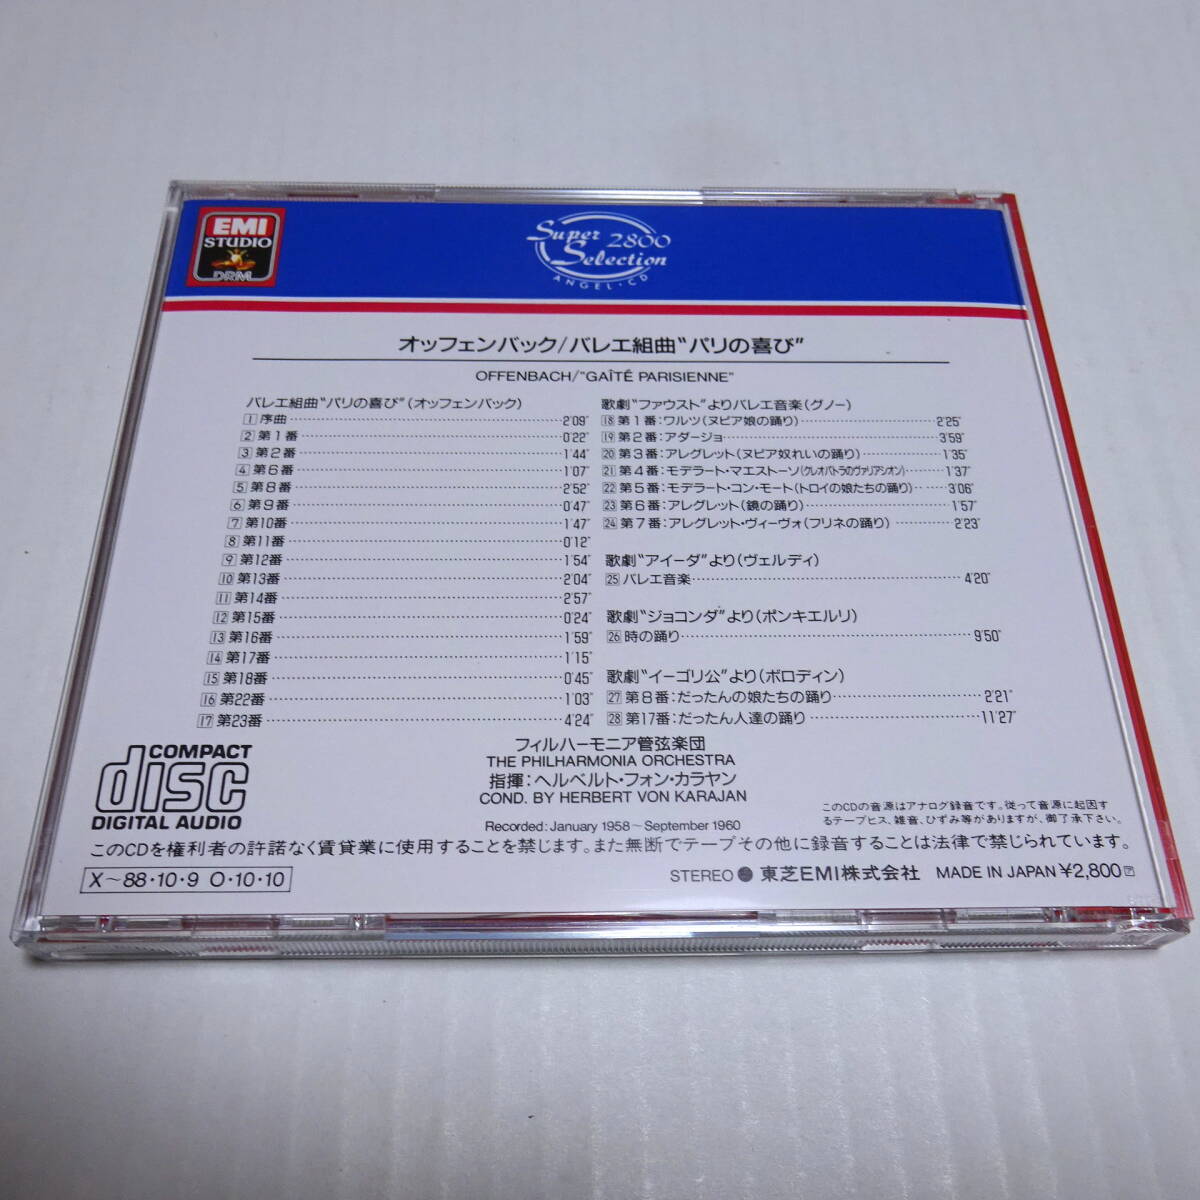 EMI
STUDIO
DRM
Super 2800
Selection
ANGEL・CD
オッフェンバック/バレエ組曲“パリの喜び”
OFFENBACH/"GAÎTÉ PARISIENNE"
バレエ組曲“パリの喜び”(オッフェンバック)
1 序曲 2'09"
2 第1番 0'22"
3 第2番 1'44"
4 第6番 1'07"
5 第8番 2'52"
6 第9番 0'47"
7 第10番 1'47"
8 第11番 0'12"
9 第12番 1'54"
10 第13番 2'04"
11 第14番 2'57"
12 第15番 0'24"
13 第16番 1'59"
14 第17番 1'15"
15 第18番 0'45"
16 第22番 1'03"
17 第23番 4'24"
歌劇“ファウスト”よりバレエ音楽(グノー)
18 第1番:ワルツ(ヌビア娘の踊り) 2'25"
19 第2番:アダージョ 3'59"
20 第3番:アレグレット(ヌビア奴れいの踊り) 1'35"
21 第4番:モデラート・マエストーソ(クレオパトラのヴァリアシオン) 1'37"
22 第5番:モデラート・コン・モート(トロイの娘たちの踊り) 3'06"
23 第6番:アレグレット(鏡の踊り) 1'57"
24 第7番:アレグレット・ヴィーヴォ(フリネの踊り) 2'23"
歌劇“アイーダ”より(ヴェルディ)
25 バレエ音楽 4'20"
歌劇“ジョコンダ”より(ポンキエルリ)
26 時の踊り 9'50"
歌劇“イーゴリ公”より(ボロディン)
27 第8番:だったんの娘たちの踊り 2'21"
28 第17番:だったん人達の踊り 11'27"
フィルハーモニア管弦楽団
THE PHILHARMONIA ORCHESTRA
指揮:ヘルベルト・フォン・カラヤン
COND. BY HERBERT VON KARAJAN
Recorded: January 1958〜September 1960
COMPACT
disc
DIGITAL AUDIO
このCDの音源はアナログ録音です。従って音源に起因す
るテープヒス、雑音、ひずみ等がありますが、御了承下さい。
このCDを権利者の許諾なく賃貸業に使用することを禁じます。また無断でテープその他に録音することは法律で禁じられています。
X〜88・10・9 O・10・10
STEREO ● 東芝EMI株式会社 MADE IN JAPAN ¥2,800